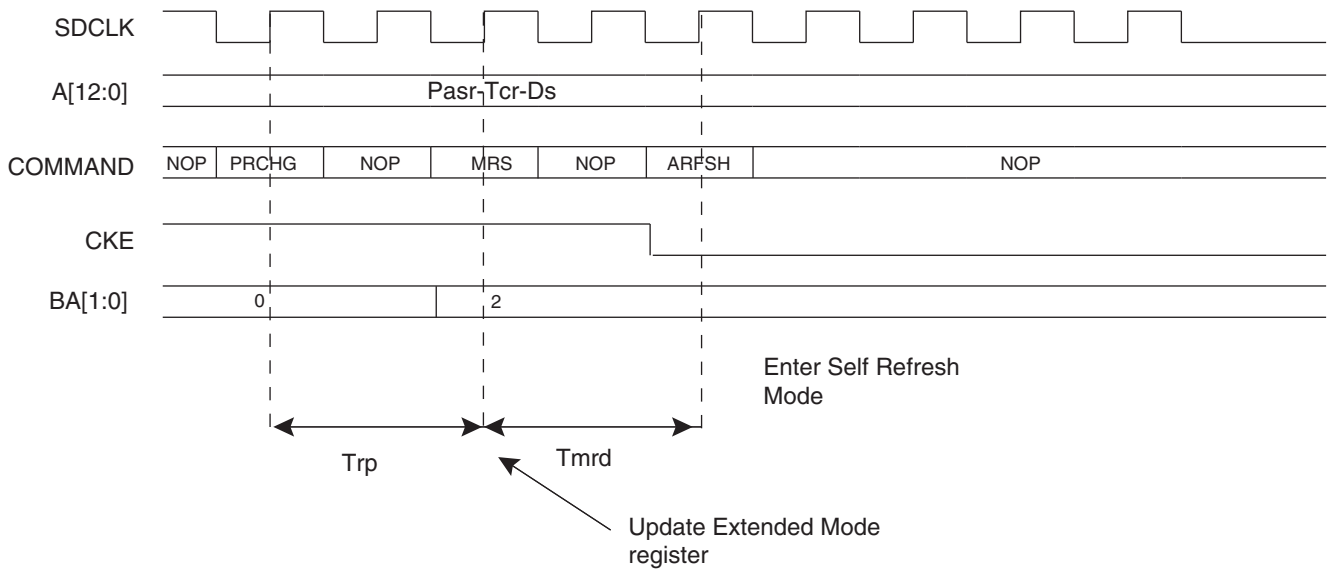 SDCLK
A[12:0]
Pasr-Tcr-Ds
COMMAND
NOP
PRCHG
NOP
MRS
NOP
ARFSH
NOP
CKE
BA[1:0]
0
2
Enter Self Refresh
Mode
Trp
Tmrd
Update Extended Mode
register